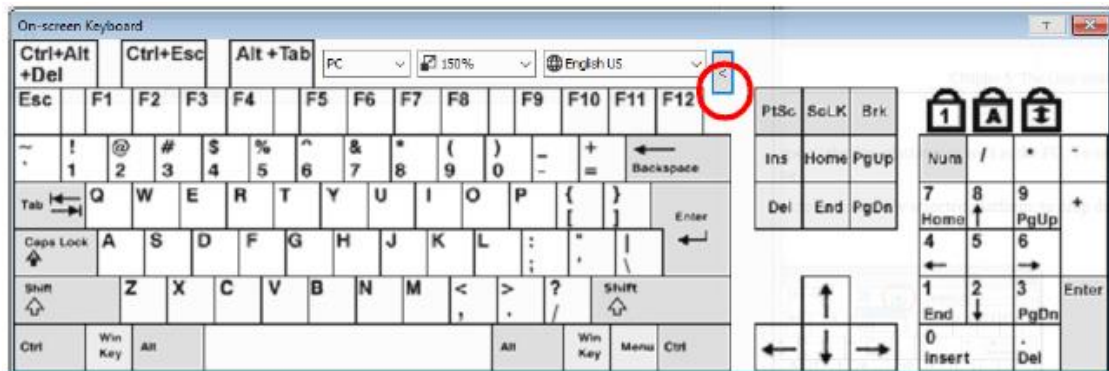 On-screen Keyboard
Ctrl+Alt
+Del
Ctrl+Esc
Alt +Tab
PC
150%
English US
<
Esc F1 F2 F3 F4 F5 F6 F7 F8 F9 F10 F11 F12
PtSc ScLK Brk
1 A
~ ! @ # $ % ^ & * ( ) _ +
` 1 2 3 4 5 6 7 8 9 0 - =
Backspace
Ins Home PgUp
Num / * -
Tab Q W E R T Y U I O P { }
[ ]
Enter
Del End PgDn
7 8 9 +
Home PgUp
Caps Lock A S D F G H J K L : " |
; ' \
4 5 6
Shift Z X C V B N M < > ? Shift
, . /
1 2 3 Enter
End PgDn
Ctrl Win Key Alt Alt Win Key Menu Ctrl
0 .
Insert Del